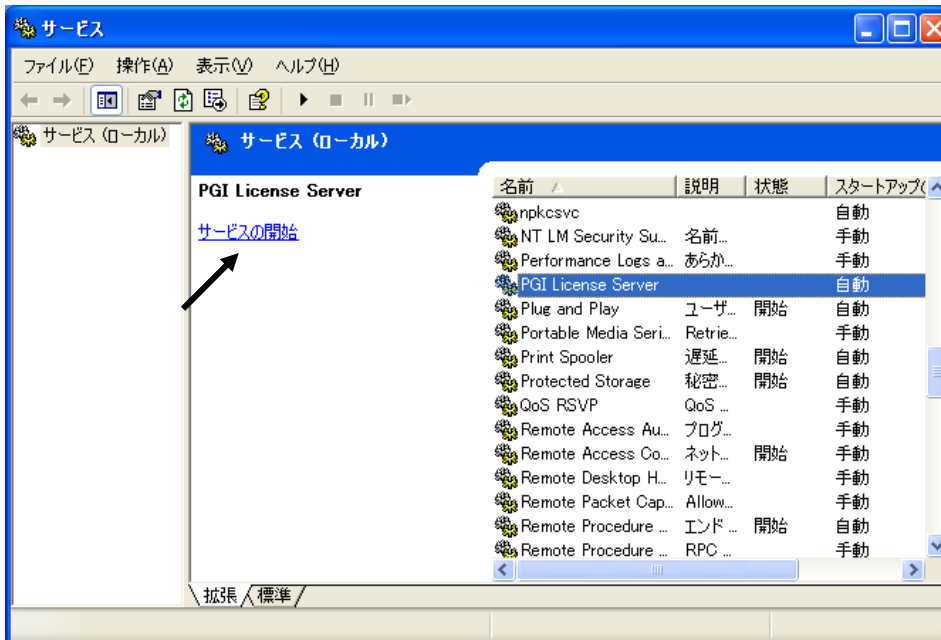 サービス
ファイル(F) 操作(A) 表示(V) ヘルプ(H)
サービス (ローカル)
サービス (ローカル)
PGI License Server
サービスの開始
名前 説明 状態 スタートアップ(
npkcsvc 自動
NT LM Security Su... 名前... 手動
Performance Logs a... あらか... 手動
PGI License Server 自動
Plug and Play ユーザ... 開始 自動
Portable Media Seri... Retrie... 手動
Print Spooler 遅延... 開始 自動
Protected Storage 秘密... 開始 自動
QoS RSVP QoS ... 手動
Remote Access Au... プログ... 手動
Remote Access Co... ネット... 開始 手動
Remote Desktop H... リモー... 手動
Remote Packet Cap... Allow... 手動
Remote Procedure ... エンド ... 開始 自動
Remote Procedure ... RPC ... 手動
拡張 標準